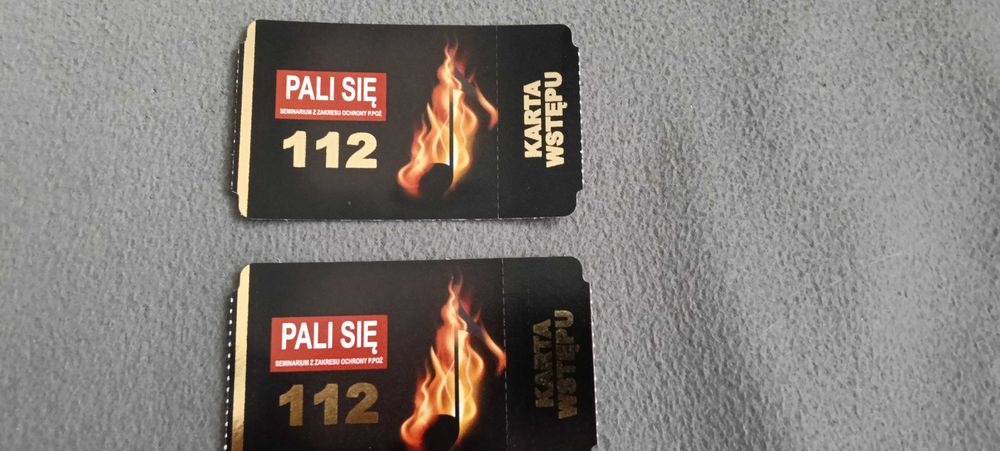 PALI SIĘ
SEMINARIUM Z ZAKRESU OCHRONY P.POŻ
112
KARTA
WSTĘPU
PALI SIĘ
SEMINARIUM Z ZAKRESU OCHRONY P.POŻ
112
KARTA
WSTĘPU